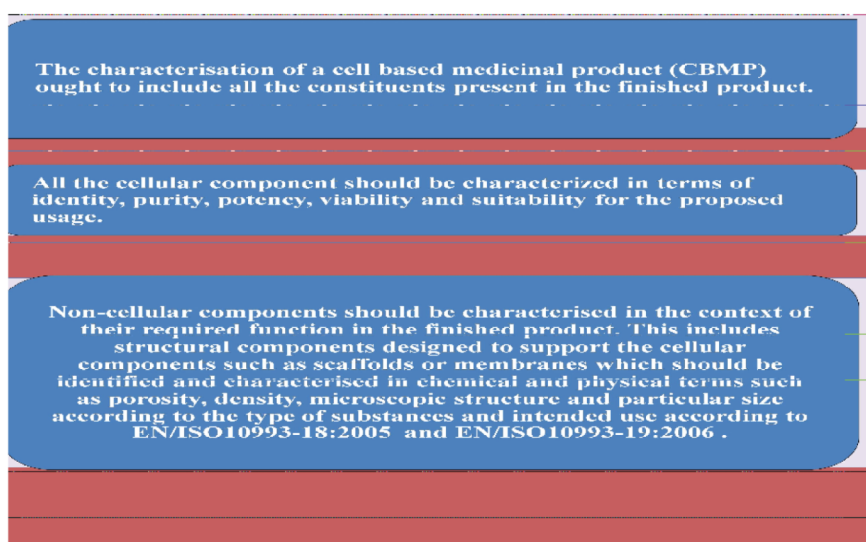 The characterisation of a cell based medicinal product (CBMP)
ought to include all the constituents present in the finished product.
All the cellular component should be characterized in terms of
identity, purity, potency, viability and suitability for the proposed
usage.
Non-cellular components should be characterised in the context of
their required function in the finished product. This includes
structural components designed to support the cellular
components such as scaffolds or membranes which should be
identified and characterised in chemical and physical terms such
as porosity, density, microscopic structure and particular size
according to the type of substances and intended use according to
EN/ISO10993-18:2005 and EN/ISO10993-19:2006 .